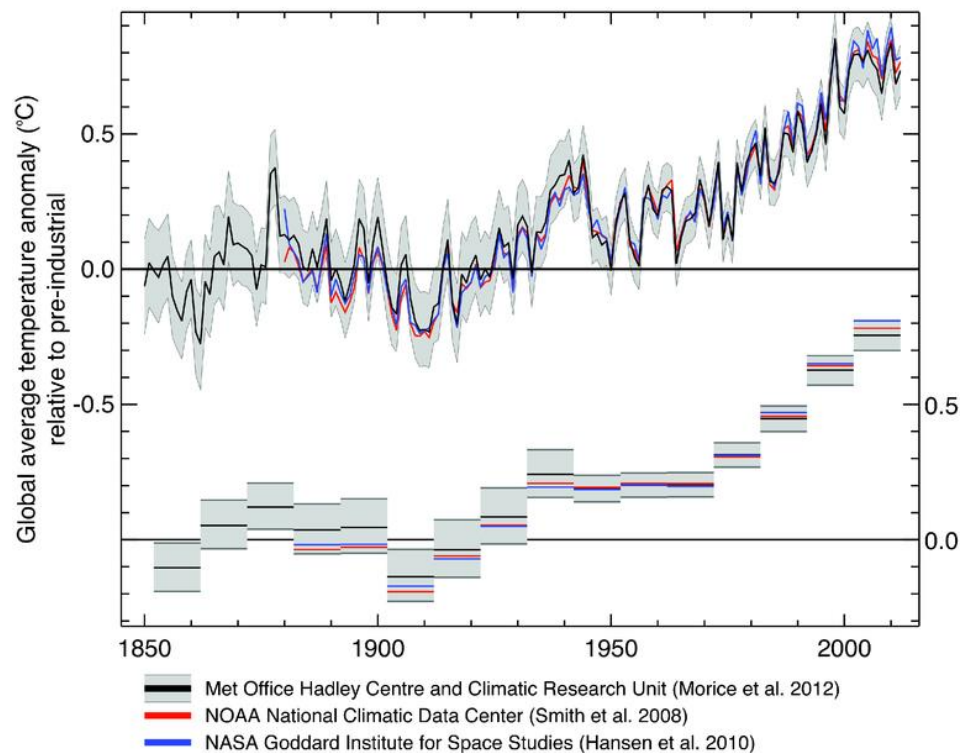 Global average temperature anomaly (°C)
relative to pre-industrial
0.5
0.0
-0.5
0.5
0.0
1850 1900 1950 2000
Met Office Hadley Centre and Climatic Research Unit (Morice et al. 2012)
NOAA National Climatic Data Center (Smith et al. 2008)
NASA Goddard Institute for Space Studies (Hansen et al. 2010)